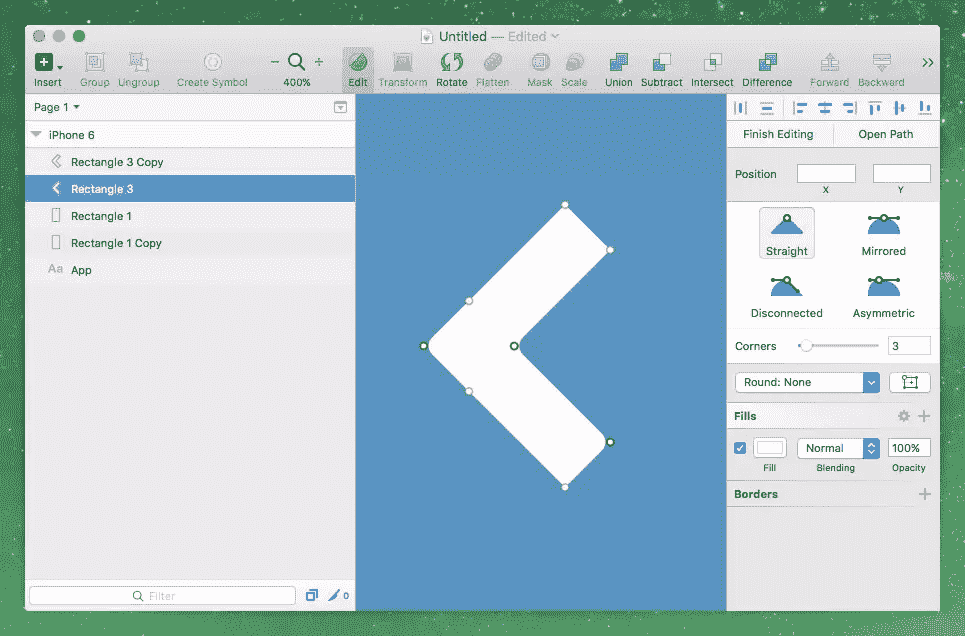 Untitled — Edited
Insert Group Ungroup Create Symbol 400% Edit Transform Rotate Flatten Mask Scale Union Subtract Intersect Difference Forward Backward
Page 1
iPhone 6
Rectangle 3 Copy
Rectangle 3
Rectangle 1
Rectangle 1 Copy
Aa App
Filter
0
Finish Editing Open Path
Position
X Y
Straight Mirrored
Disconnected Asymmetric
Corners 3
Round: None
Fills
Normal 100%
Fill Blending Opacity
Borders